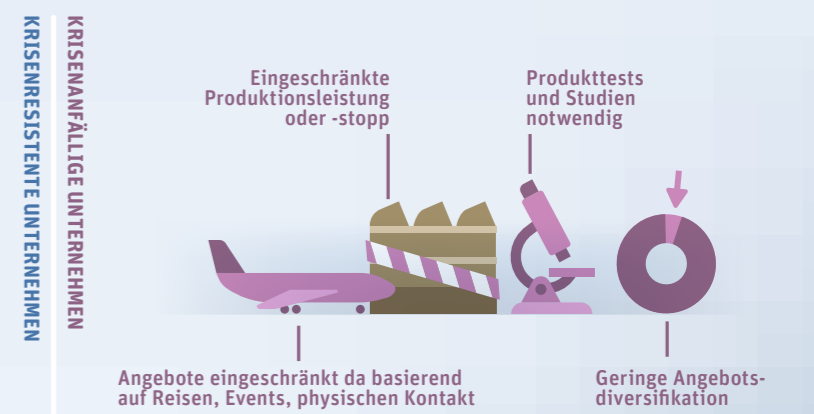 KRISENRESISTENTE UNTERNEHMEN
KRISENANFÄLLIGE UNTERNEHMEN
Eingeschränkte
Produktionsleistung
oder -stopp
Produkttests
und Studien
notwendig
Angebote eingeschränkt da basierend
auf Reisen, Events, physischen Kontakt
Geringe Angebots-
diversifikation